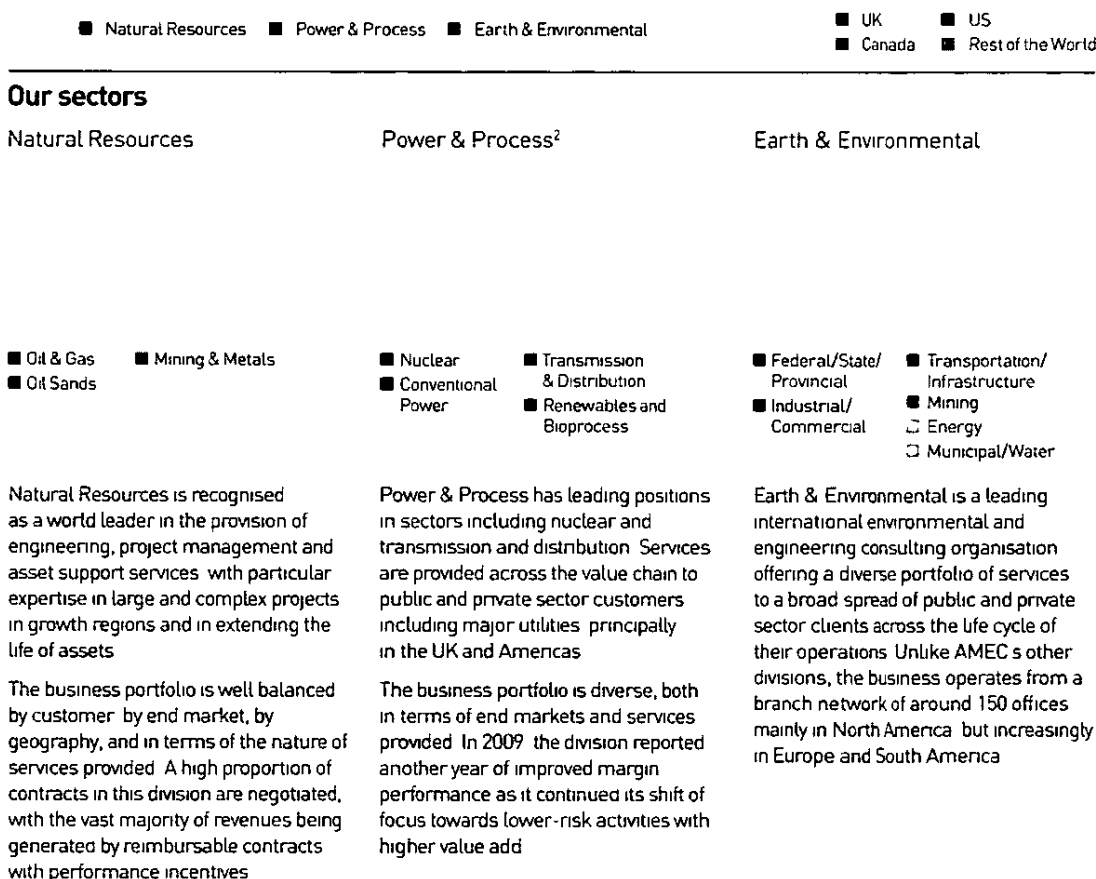 Natural Resources Power & Process Earth & Environmental
UK US
Canada Rest of the World
Our sectors
Natural Resources
Power & Process²
Earth & Environmental
Oil & Gas Mining & Metals
Oil Sands
Nuclear
Conventional
Power
Transmission
& Distribution
Renewables and
Bioprocess
Federal/State/
Provincial
Industrial/
Commercial
Transportation/
Infrastructure
Mining
Energy
Municipal/Water
Natural Resources is recognised
as a world leader in the provision of
engineering, project management and
asset support services with particular
expertise in large and complex projects
in growth regions and in extending the
life of assets
The business portfolio is well balanced
by customer by end market, by
geography, and in terms of the nature of
services provided A high proportion of
contracts in this division are negotiated,
with the vast majority of revenues being
generated by reimbursable contracts
with performance incentives
Power & Process has leading positions
in sectors including nuclear and
transmission and distribution Services
are provided across the value chain to
public and private sector customers
including major utilities principally
in the UK and Americas
The business portfolio is diverse, both
in terms of end markets and services
provided In 2009 the division reported
another year of improved margin
performance as it continued its shift of
focus towards lower-risk activities with
higher value add
Earth & Environmental is a leading
international environmental and
engineering consulting organisation
offering a diverse portfolio of services
to a broad spread of public and private
sector clients across the life cycle of
their operations Unlike AMEC s other
divisions, the business operates from a
branch network of around 150 offices
mainly in North America but increasingly
in Europe and South America